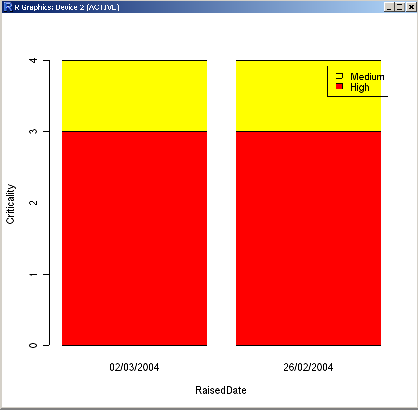 R Graphics: Device 2 (ACTIVE)
Medium
High
4
3
2
1
0
Criticality
02/03/2004 26/02/2004
RaisedDate